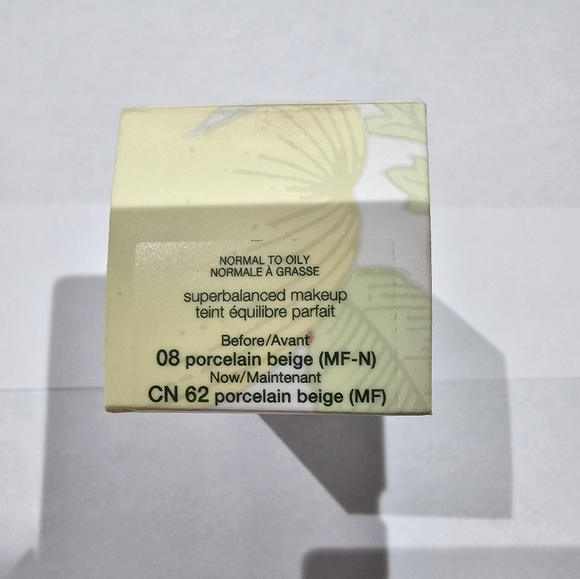 NORMAL TO OILY
NORMALE À GRASSE
superbalanced makeup
teint équilibre parfait
Before/Avant
08 porcelain beige (MF-N)
Now/Maintenant
CN 62 porcelain beige (MF)